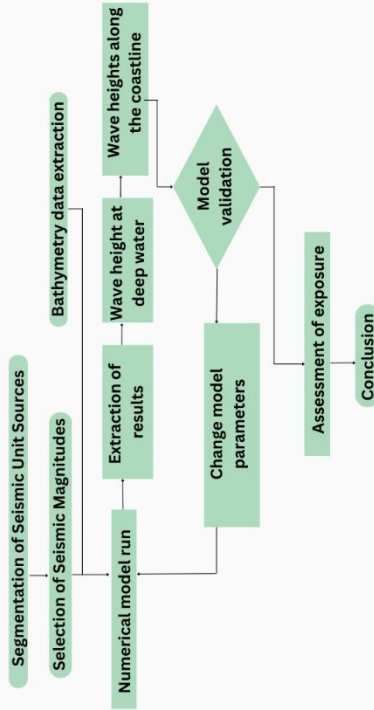 Segmentation of Seismic Unit Sources
Selection of Seismic Magnitudes
Bathymetry data extraction
Numerical model run
Extraction of
results
Wave height at
deep water
Wave heights along
the coastline
Model
validation
Change model
parameters
Assessment of exposure
Conclusion